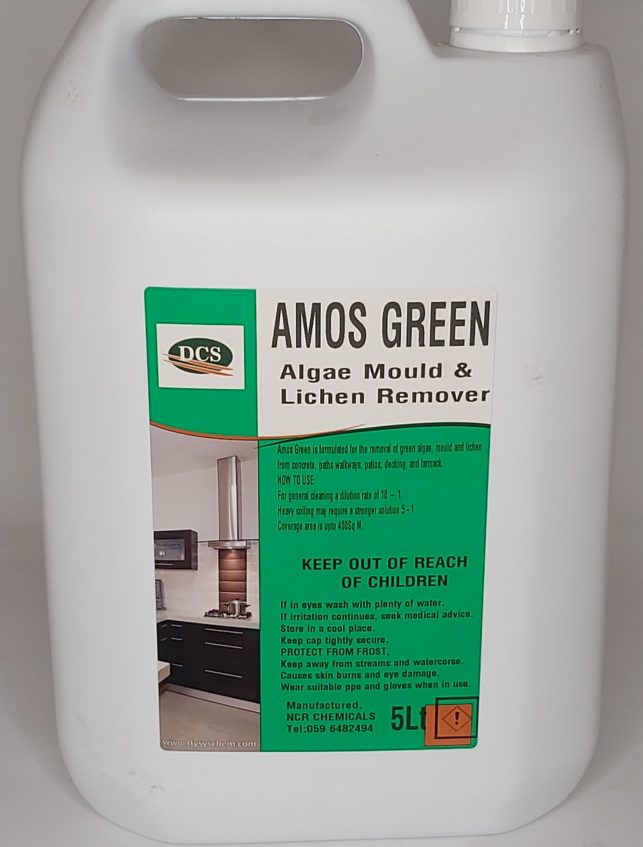 DCS
AMOS GREEN
Algae Mould &
Lichen Remover
Amos Green is formulated for the removal of green algae, mould and lichen
from concrete, paths walkways, patios, decking, and tarmack.
HOW TO USE:
For general cleaning a dilution rate of 10 - 1,
Heavy soiling may require a stronger solution 5-1
Coverage area is upto 400Sq M.
KEEP OUT OF REACH
OF CHILDREN
If in eyes wash with plenty of water.
If irritation continues, seek medical advice.
Store in a cool place.
Keep cap tightly secure.
PROTECT FROM FROST,
Keep away from streams and watercorse.
Causes skin burns and eye damage,
Wear suitable ppe and gloves when in use.
Manufactured,
NCR CHEMICALS
Tel:059 6482494
5Lt
www.dysyschem.com